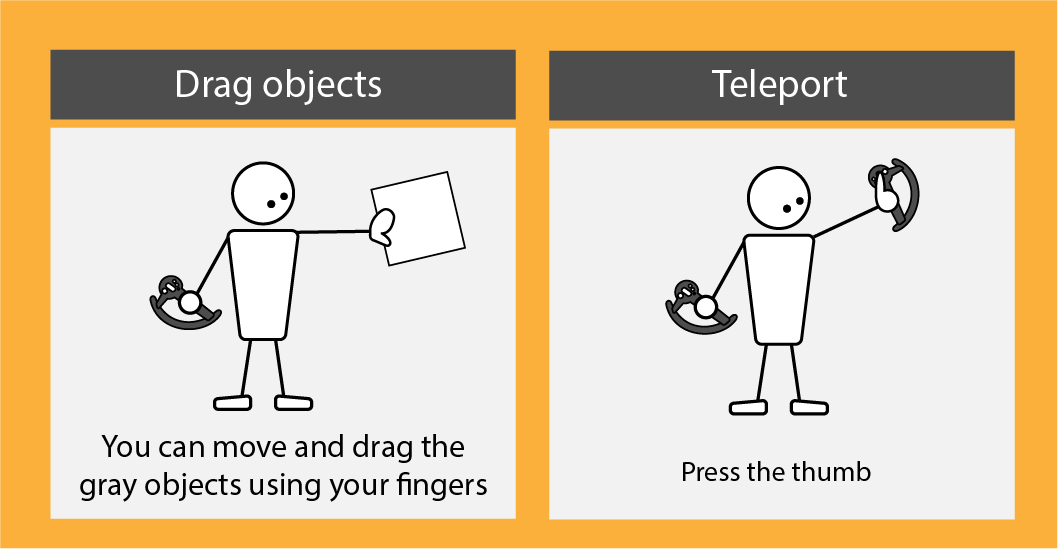 Drag objects
You can move and drag the
gray objects using your fingers
Teleport
Press the thumb